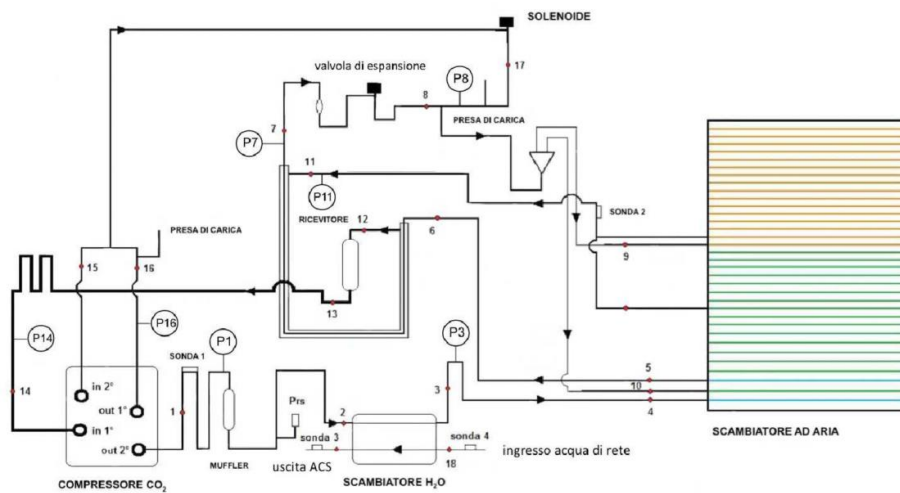 SOLENOIDE
17
valvola di espansione
P8
8
PRESA DI CARICA
7
P7
11
P11
RICEVITORE
12
6
SONDA 2
9
PRESA DI CARICA
15
16
13
P14
P16
P1
P3
SONDA 1
5
10
4
14
in 2°
out 1°
in 1°
out 2°
1
Prs
2
3
sonda 3
sonda 4
18
MUFFLER
uscita ACS
ingresso acqua di rete
SCAMBIATORE AD ARIA
COMPRESSORE CO₂
SCAMBIATORE H₂O